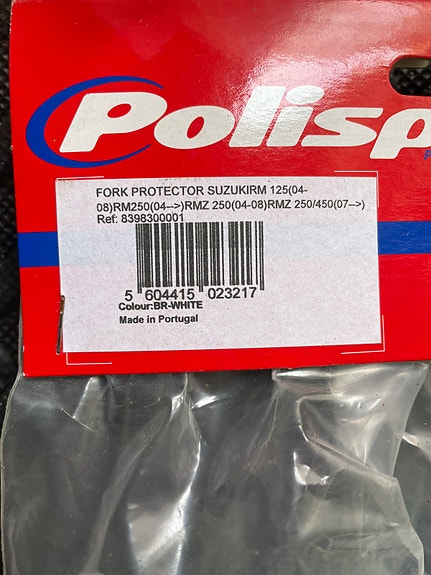 Polisp
FORK PROTECTOR SUZUKIRM 125(04-
08)RM250(04-->)RMZ 250(04-08)RMZ 250/450(07-->)
Ref: 8398300001
5 604415 023217
Colour:BR-WHITE
Made in Portugal